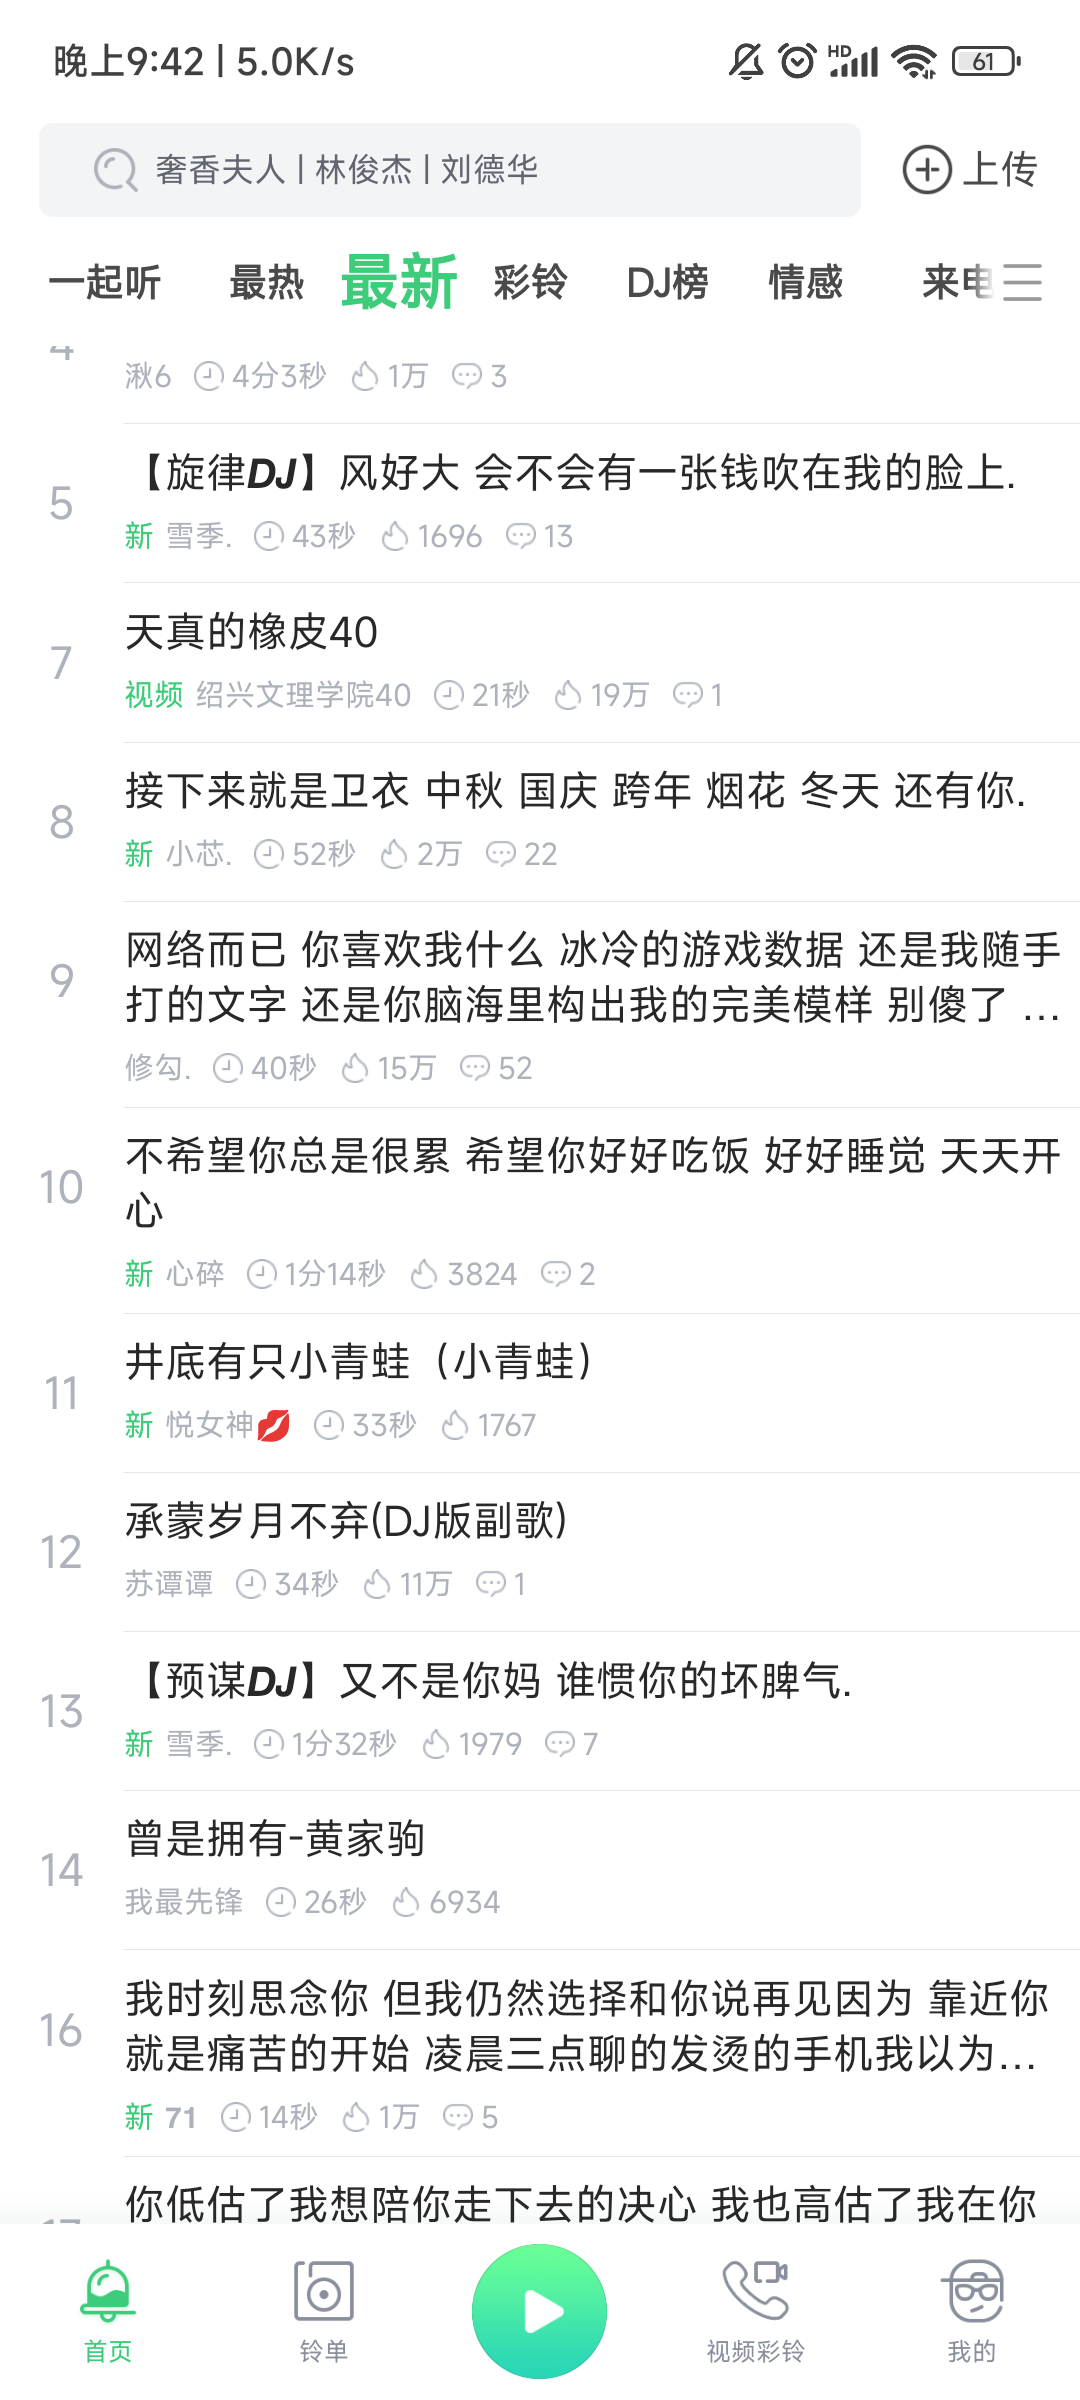 晚上9:42 | 5.0K/s
HD
61
奢香夫人 | 林俊杰 | 刘德华
上传
一起听 最热 最新 彩铃 DJ榜 情感 来电
4
湫6 4分3秒 1万 3
5
【旋律DJ】风好大 会不会有一张钱吹在我的脸上.
新 雪季. 43秒 1696 13
7
天真的橡皮40
视频 绍兴文理学院40 21秒 19万 1
8
接下来就是卫衣 中秋 国庆 跨年 烟花 冬天 还有你.
新 小芯. 52秒 2万 22
9
网络而已 你喜欢我什么 冰冷的游戏数据 还是我随手
打的文字 还是你脑海里构出我的完美模样 别傻了 ...
修勾. 40秒 15万 52
10
不希望你总是很累 希望你好好吃饭 好好睡觉 天天开
心
新 心碎 1分14秒 3824 2
11
井底有只小青蛙（小青蛙）
新 悦女神💋 33秒 1767
12
承蒙岁月不弃(DJ版副歌)
苏谭谭 34秒 11万 1
13
【预谋DJ】又不是你妈 谁惯你的坏脾气.
新 雪季. 1分32秒 1979 7
14
曾是拥有-黄家驹
我最先锋 26秒 6934
16
我时刻思念你 但我仍然选择和你说再见因为 靠近你
就是痛苦的开始 凌晨三点聊的发烫的手机我以为...
新 71 14秒 1万 5
你低估了我想陪你走下去的决心 我也高估了我在你
首页 铃单 视频彩铃 我的